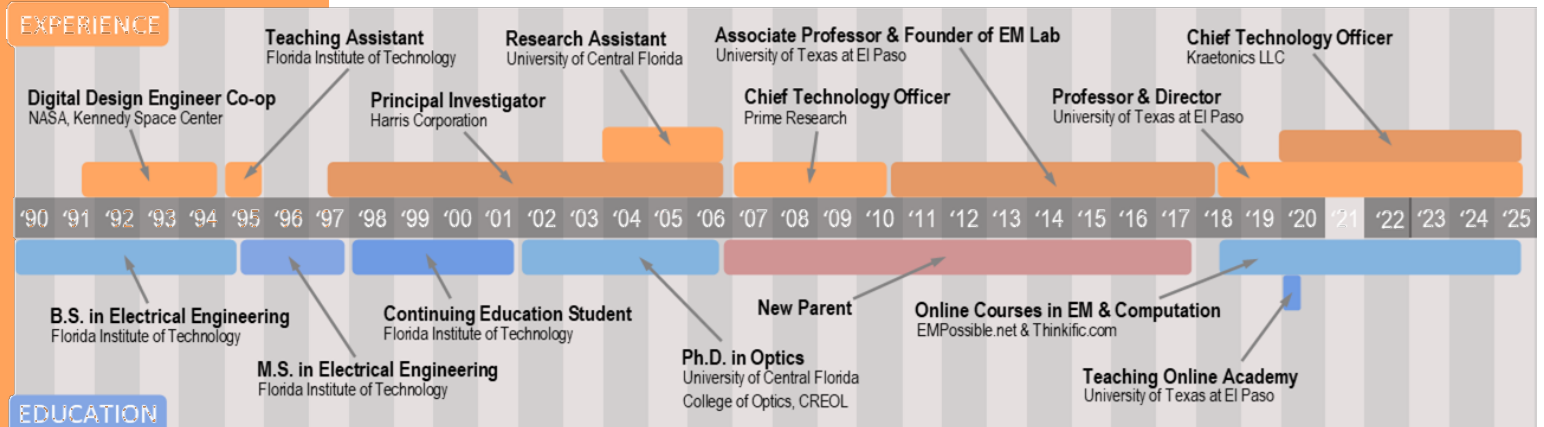 EXPERIENCE
Teaching Assistant
Florida Institute of Technology
Research Assistant
University of Central Florida
Associate Professor & Founder of EM Lab
University of Texas at El Paso
Chief Technology Officer
Kraetonics LLC
Digital Design Engineer Co-op
NASA, Kennedy Space Center
Principal Investigator
Harris Corporation
Chief Technology Officer
Prime Research
Professor & Director
University of Texas at El Paso
‘90 ‘91 ‘92 ‘93 ‘94 ‘95 ‘96 ‘97 ‘98 ‘99 ‘00 ‘01 ‘02 ‘03 ‘04 ‘05 ‘06 ‘07 ‘08 ‘09 ‘10 ‘11 ‘12 ‘13 ‘14 ‘15 ‘16 ‘17 ‘18 ‘19 ‘20 ‘21 ‘22 ‘23 ‘24 ‘25
B.S. in Electrical Engineering
Florida Institute of Technology
Continuing Education Student
Florida Institute of Technology
New Parent
Online Courses in EM & Computation
EMPossible.net & Thinkific.com
M.S. in Electrical Engineering
Florida Institute of Technology
Ph.D. in Optics
University of Central Florida
College of Optics, CREOL
Teaching Online Academy
University of Texas at El Paso
EDUCATION